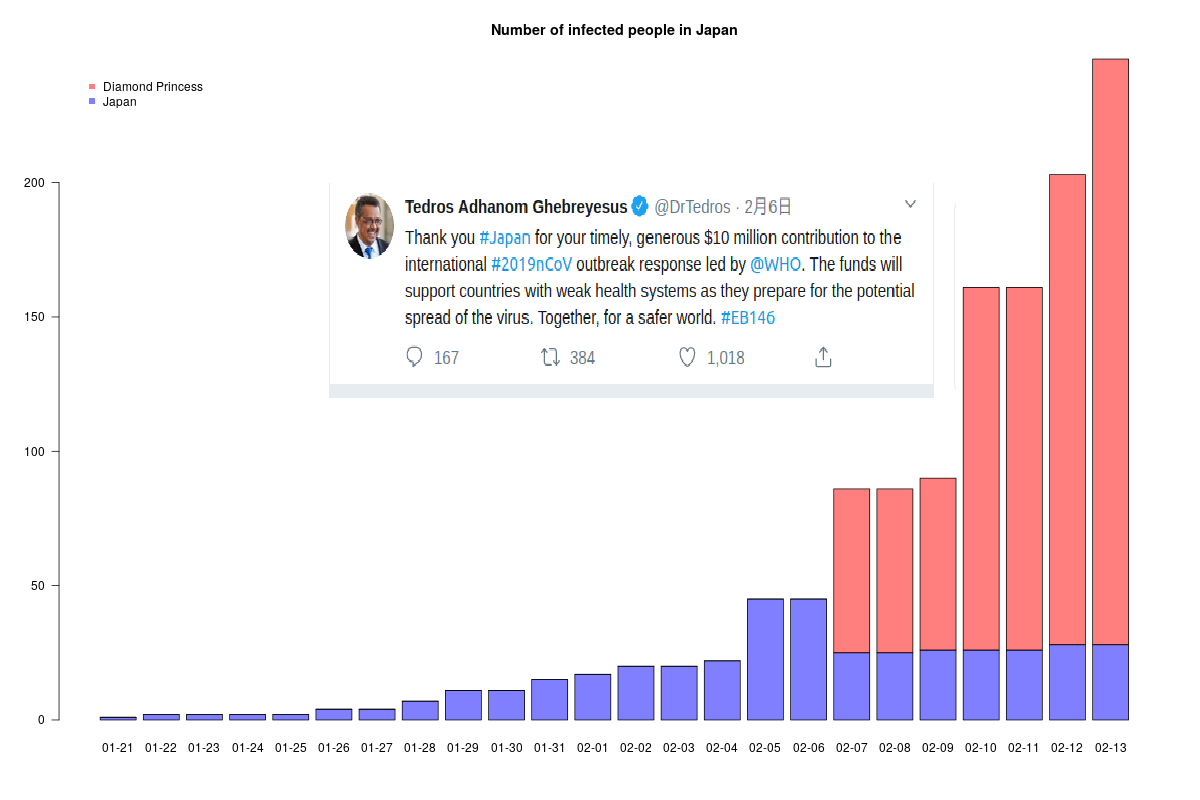 Number of infected people in Japan
Diamond Princess
Japan
200
150
100
50
0
Tedros Adhanom Ghebreyesus @DrTedros · 2月6日
Thank you #Japan for your timely, generous $10 million contribution to the
international #2019nCoV outbreak response led by @WHO. The funds will
support countries with weak health systems as they prepare for the potential
spread of the virus. Together, for a safer world. #EB146
167 384 1,018
01-21 01-22 01-23 01-24 01-25 01-26 01-27 01-28 01-29 01-30 01-31 02-01 02-02 02-03 02-04 02-05 02-06 02-07 02-08 02-09 02-10 02-11 02-12 02-13